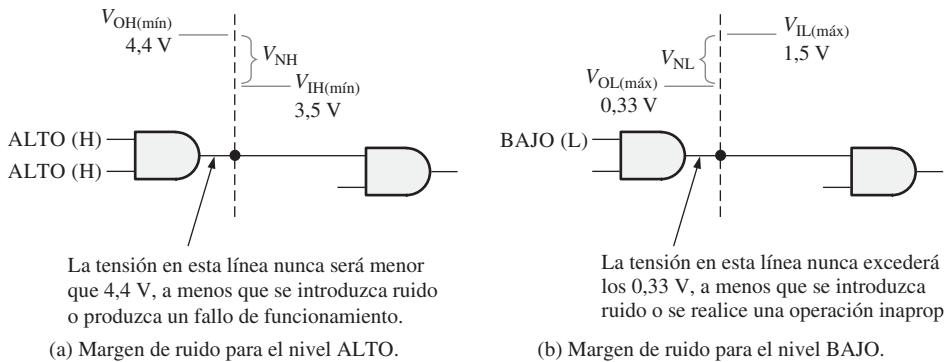 V_OH(mín)
4,4 V
V_NH
V_IH(mín)
3,5 V
ALTO (H)
ALTO (H)
La tensión en esta línea nunca será menor
que 4,4 V, a menos que se introduzca ruido
o produzca un fallo de funcionamiento.
(a) Margen de ruido para el nivel ALTO.
V_IL(máx)
1,5 V
V_NL
V_OL(máx)
0,33 V
BAJO (L)
La tensión en esta línea nunca excederá
los 0,33 V, a menos que se introduzca
ruido o se realice una operación inaprop
(b) Margen de ruido para el nivel BAJO.